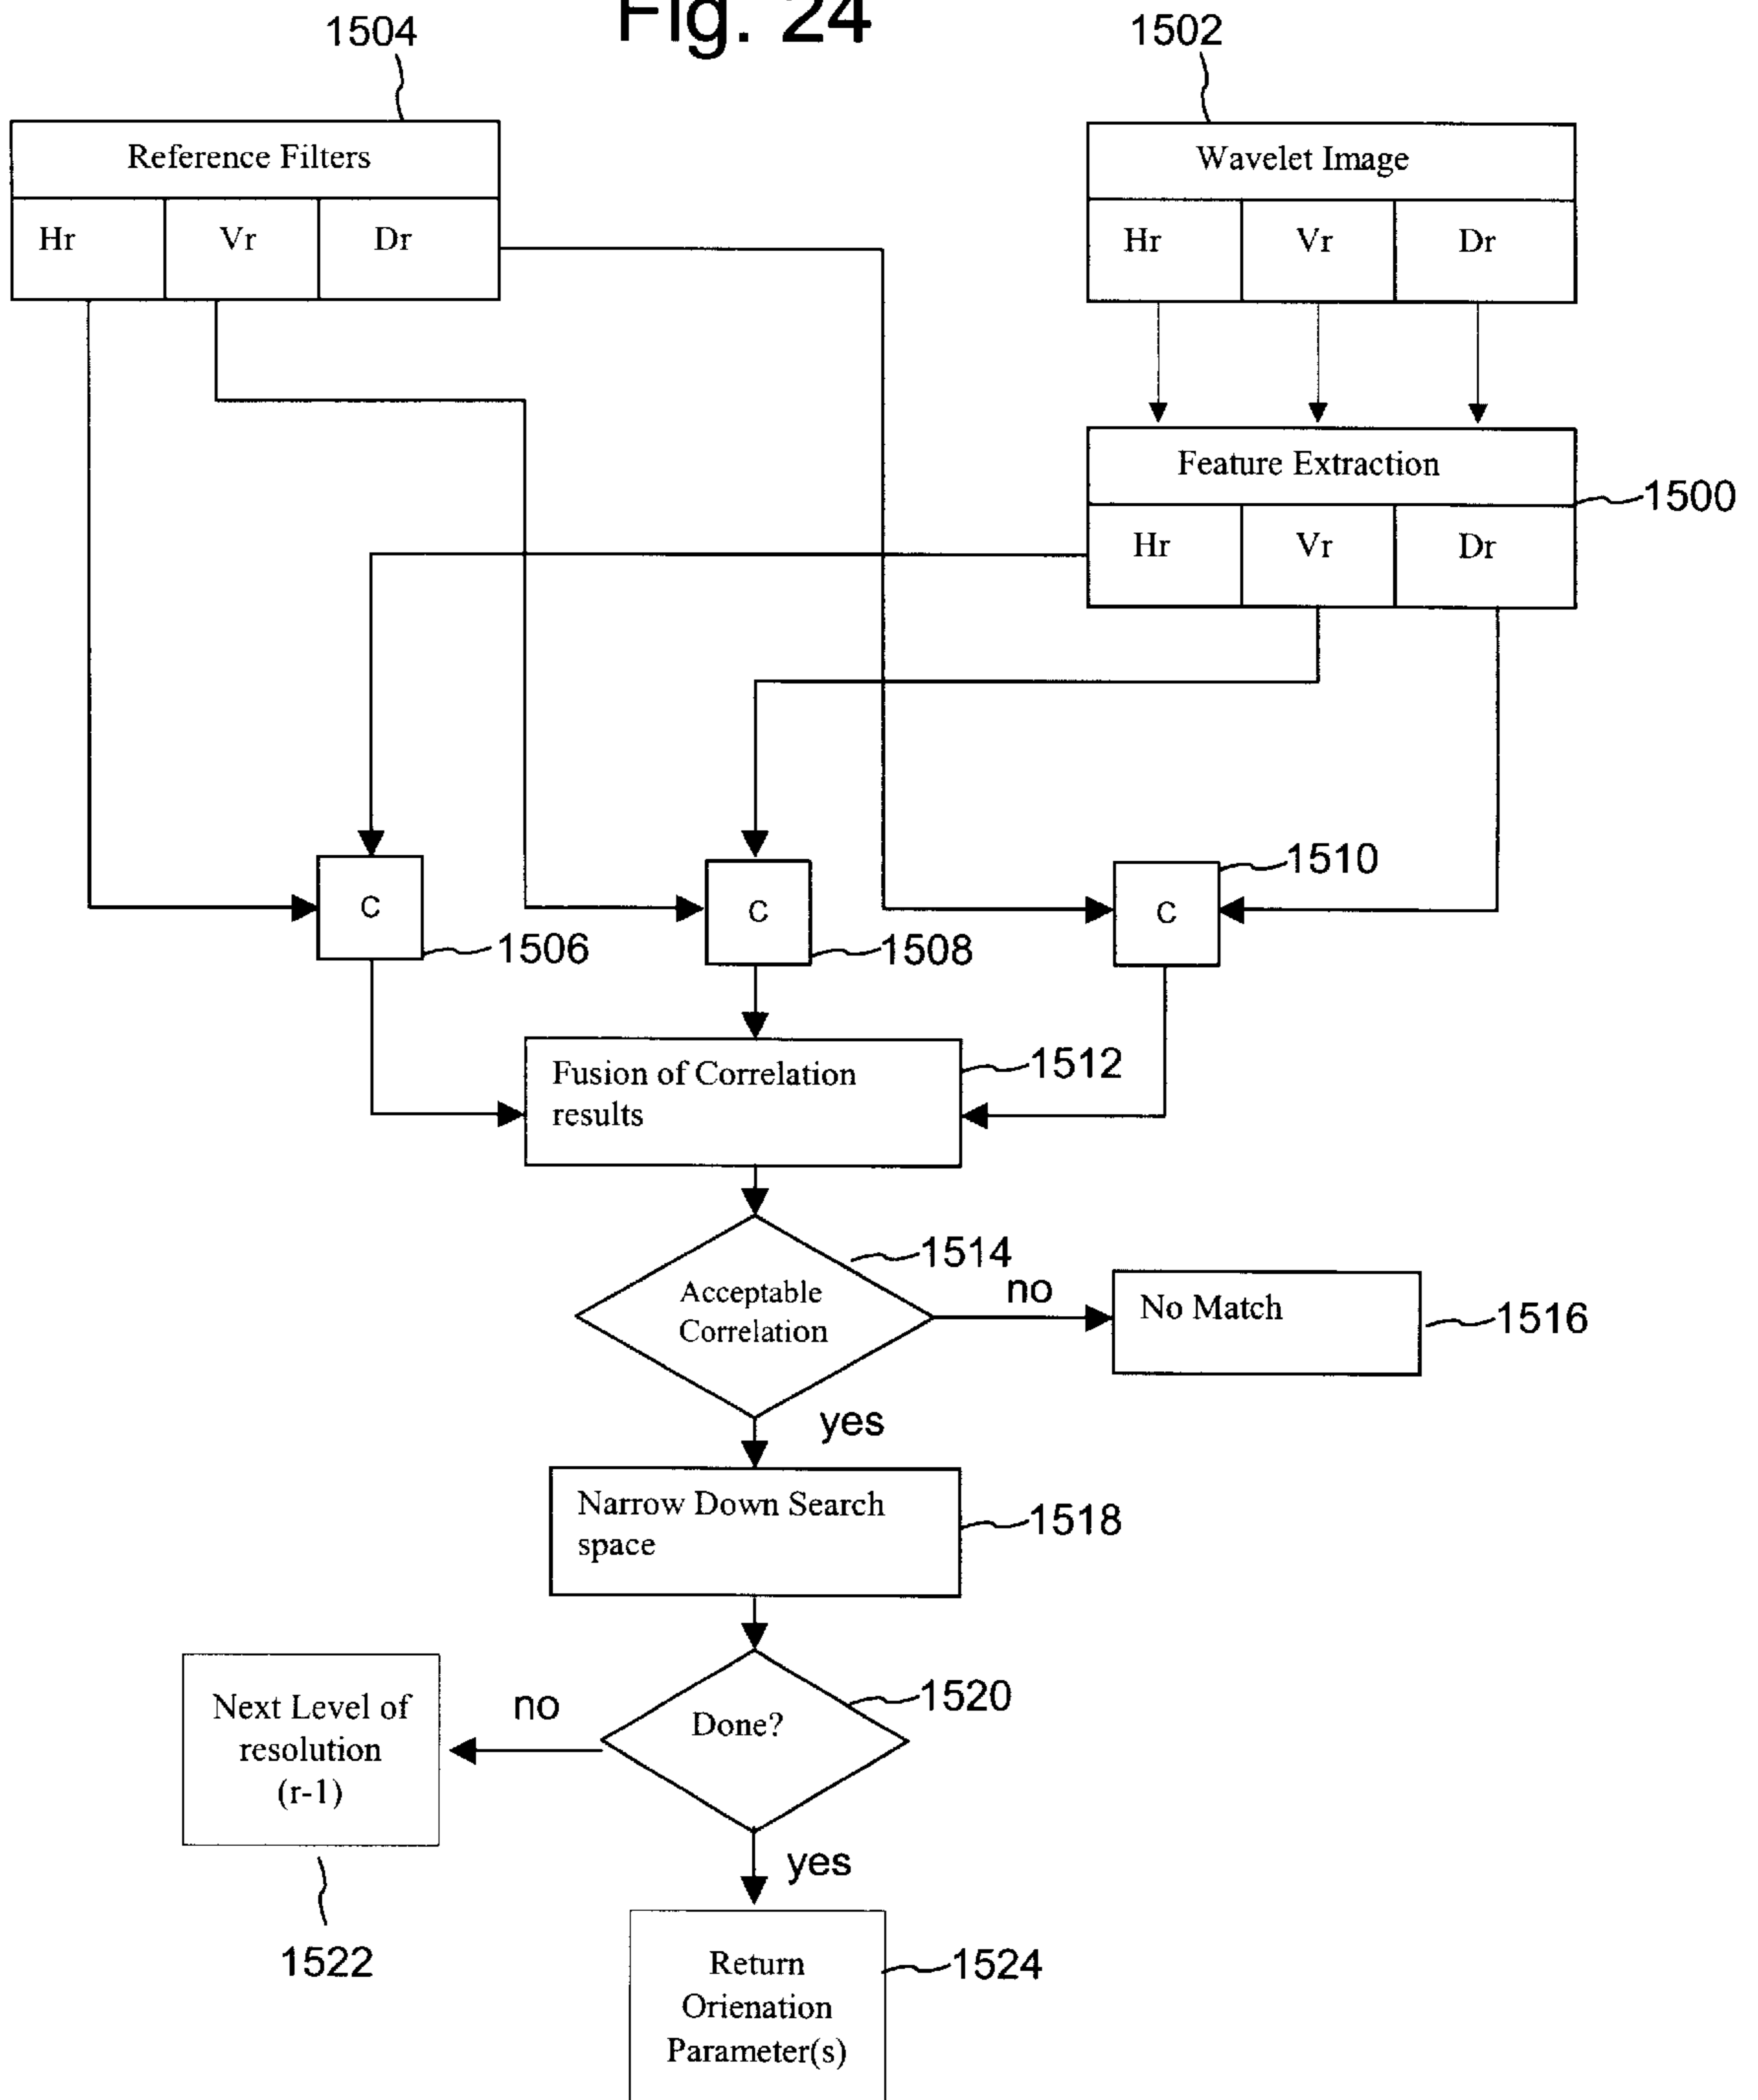 Fig. 24
1504
1502
Reference Filters
Hr Vr Dr
Wavelet Image
Hr Vr Dr
Feature Extraction
1500
Hr Vr Dr
C
1506
C
1508
C
1510
Fusion of Correlation
results
1512
Acceptable
Correlation
1514
no
No Match
1516
yes
Narrow Down Search
space
1518
Done?
1520
no
Next Level of
resolution
(r-1)
1522
yes
Return
Orienation
Parameter(s)
1524